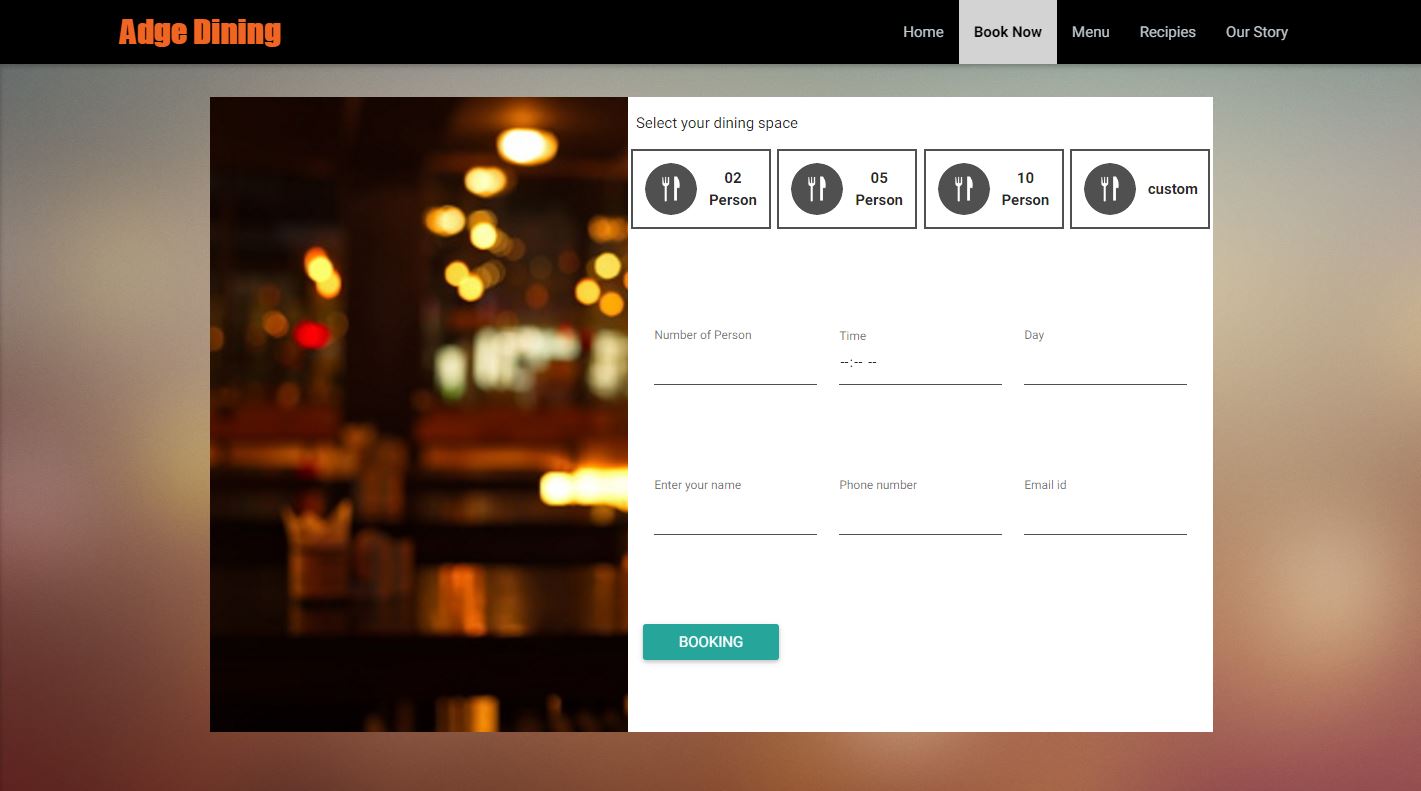 Adge Dining
Home
Book Now
Menu
Recipies
Our Story
Select your dining space
02
Person
05
Person
10
Person
custom
Number of Person
Time
Day
--:-- --
Enter your name
Phone number
Email id
BOOKING